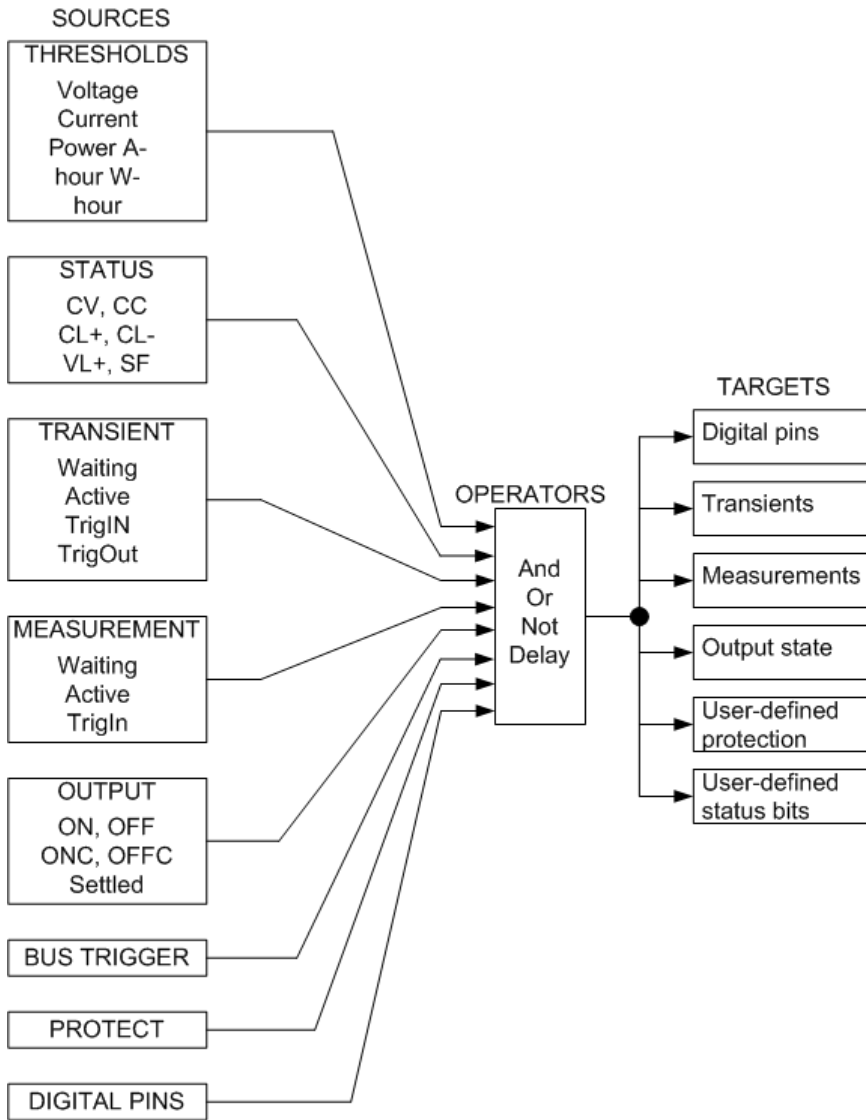 SOURCES
THRESHOLDS
Voltage
Current
Power A-
hour W-
hour
STATUS
CV, CC
CL+, CL-
VL+, SF
TRANSIENT
Waiting
Active
TrigIN
TrigOut
MEASUREMENT
Waiting
Active
TrigIn
OUTPUT
ON, OFF
ONC, OFFC
Settled
BUS TRIGGER
PROTECT
DIGITAL PINS
OPERATORS
And
Or
Not
Delay
TARGETS
Digital pins
Transients
Measurements
Output state
User-defined
protection
User-defined
status bits